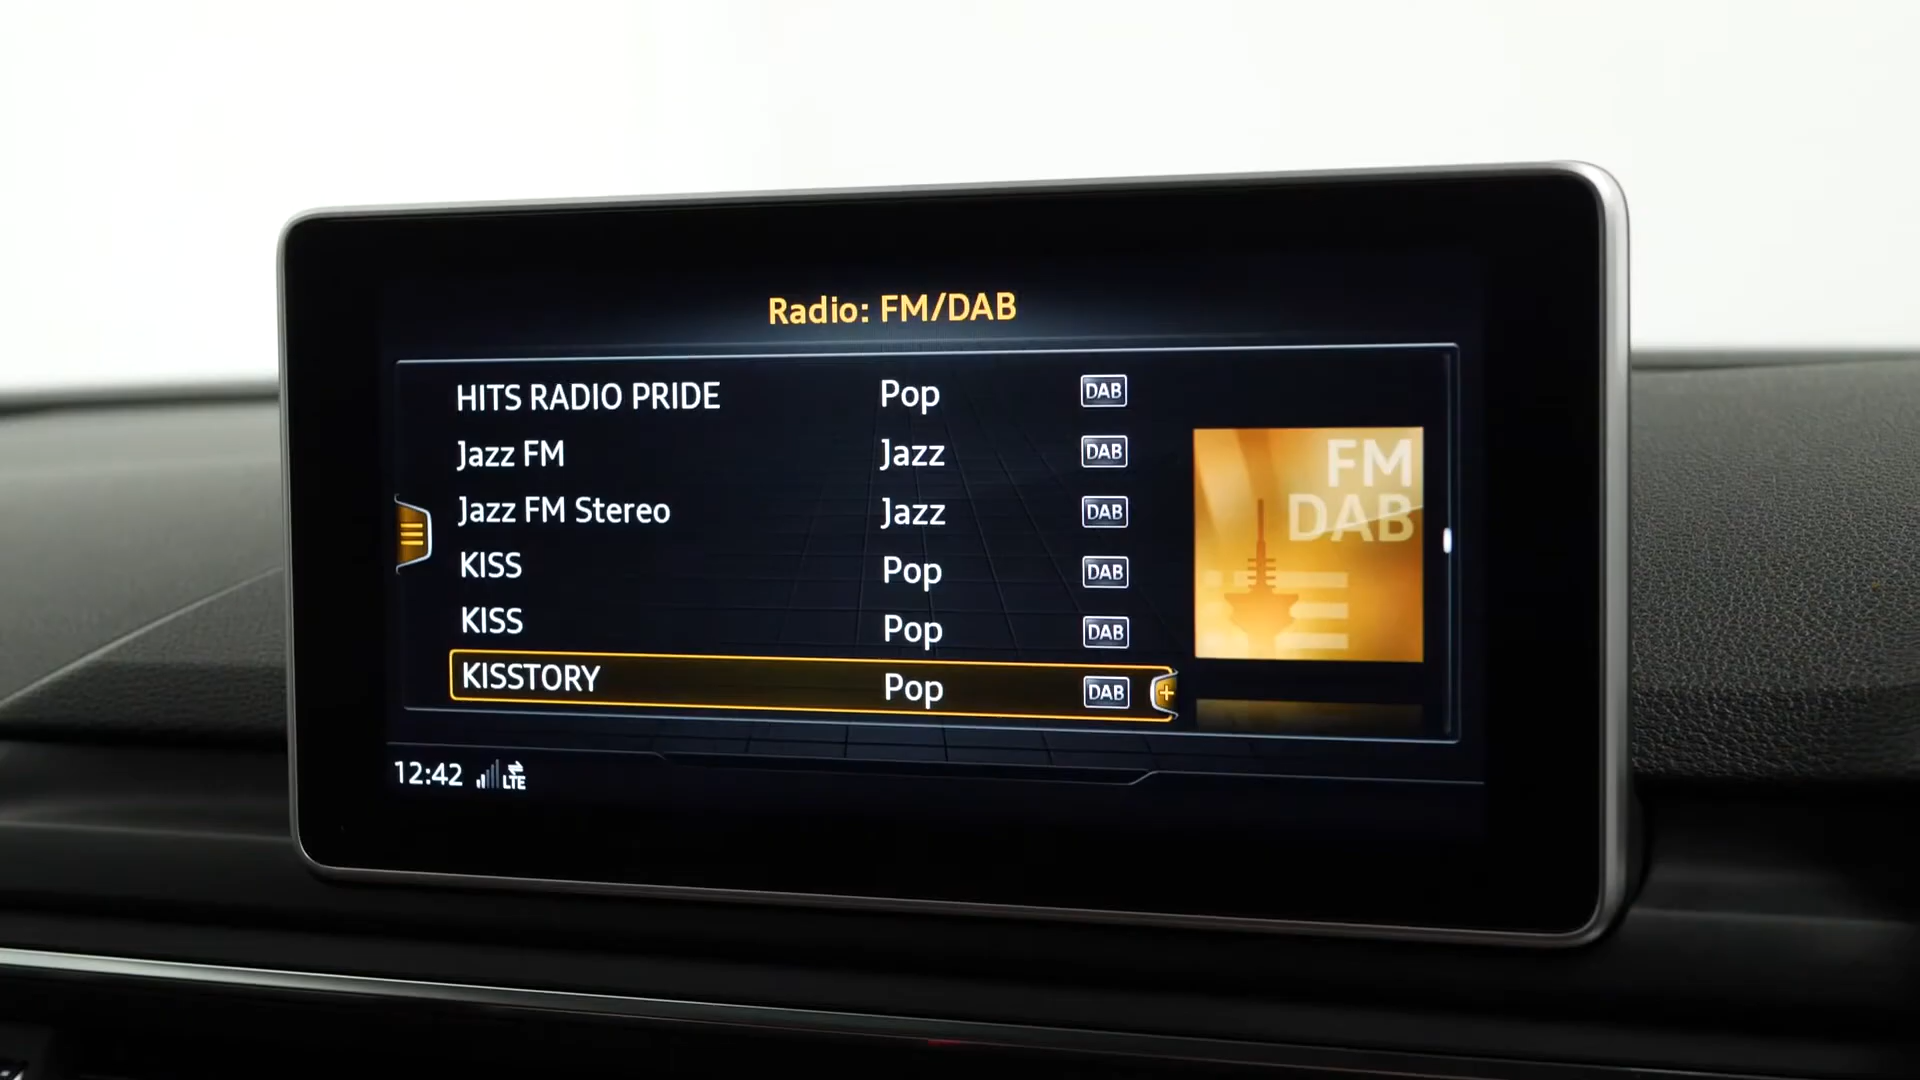 Radio: FM/DAB
HITS RADIO PRIDE Pop DAB
Jazz FM Jazz DAB
Jazz FM Stereo Jazz DAB
KISS Pop DAB
KISS Pop DAB
KISSTORY Pop DAB +
FM
DAB
12:42 LTE